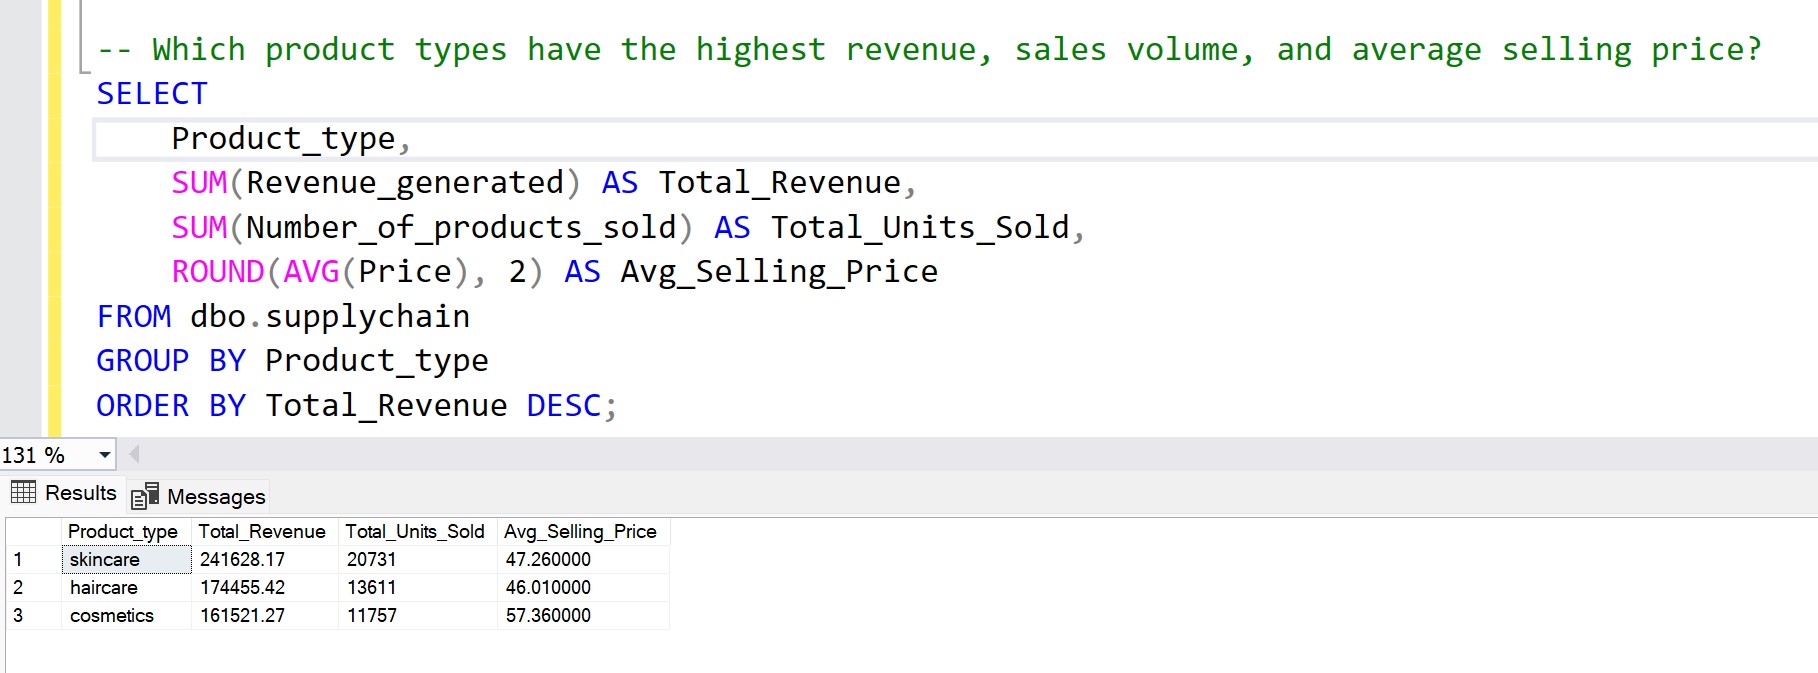 -- Which product types have the highest revenue, sales volume, and average selling price?
SELECT
Product_type,
SUM(Revenue_generated) AS Total_Revenue,
SUM(Number_of_products_sold) AS Total_Units_Sold,
ROUND(AVG(Price), 2) AS Avg_Selling_Price
FROM dbo.supplychain
GROUP BY Product_type
ORDER BY Total_Revenue DESC;
131 %
Results Messages
Product_type Total_Revenue Total_Units_Sold Avg_Selling_Price
1 skincare 241628.17 20731 47.260000
2 haircare 174455.42 13611 46.010000
3 cosmetics 161521.27 11757 57.360000